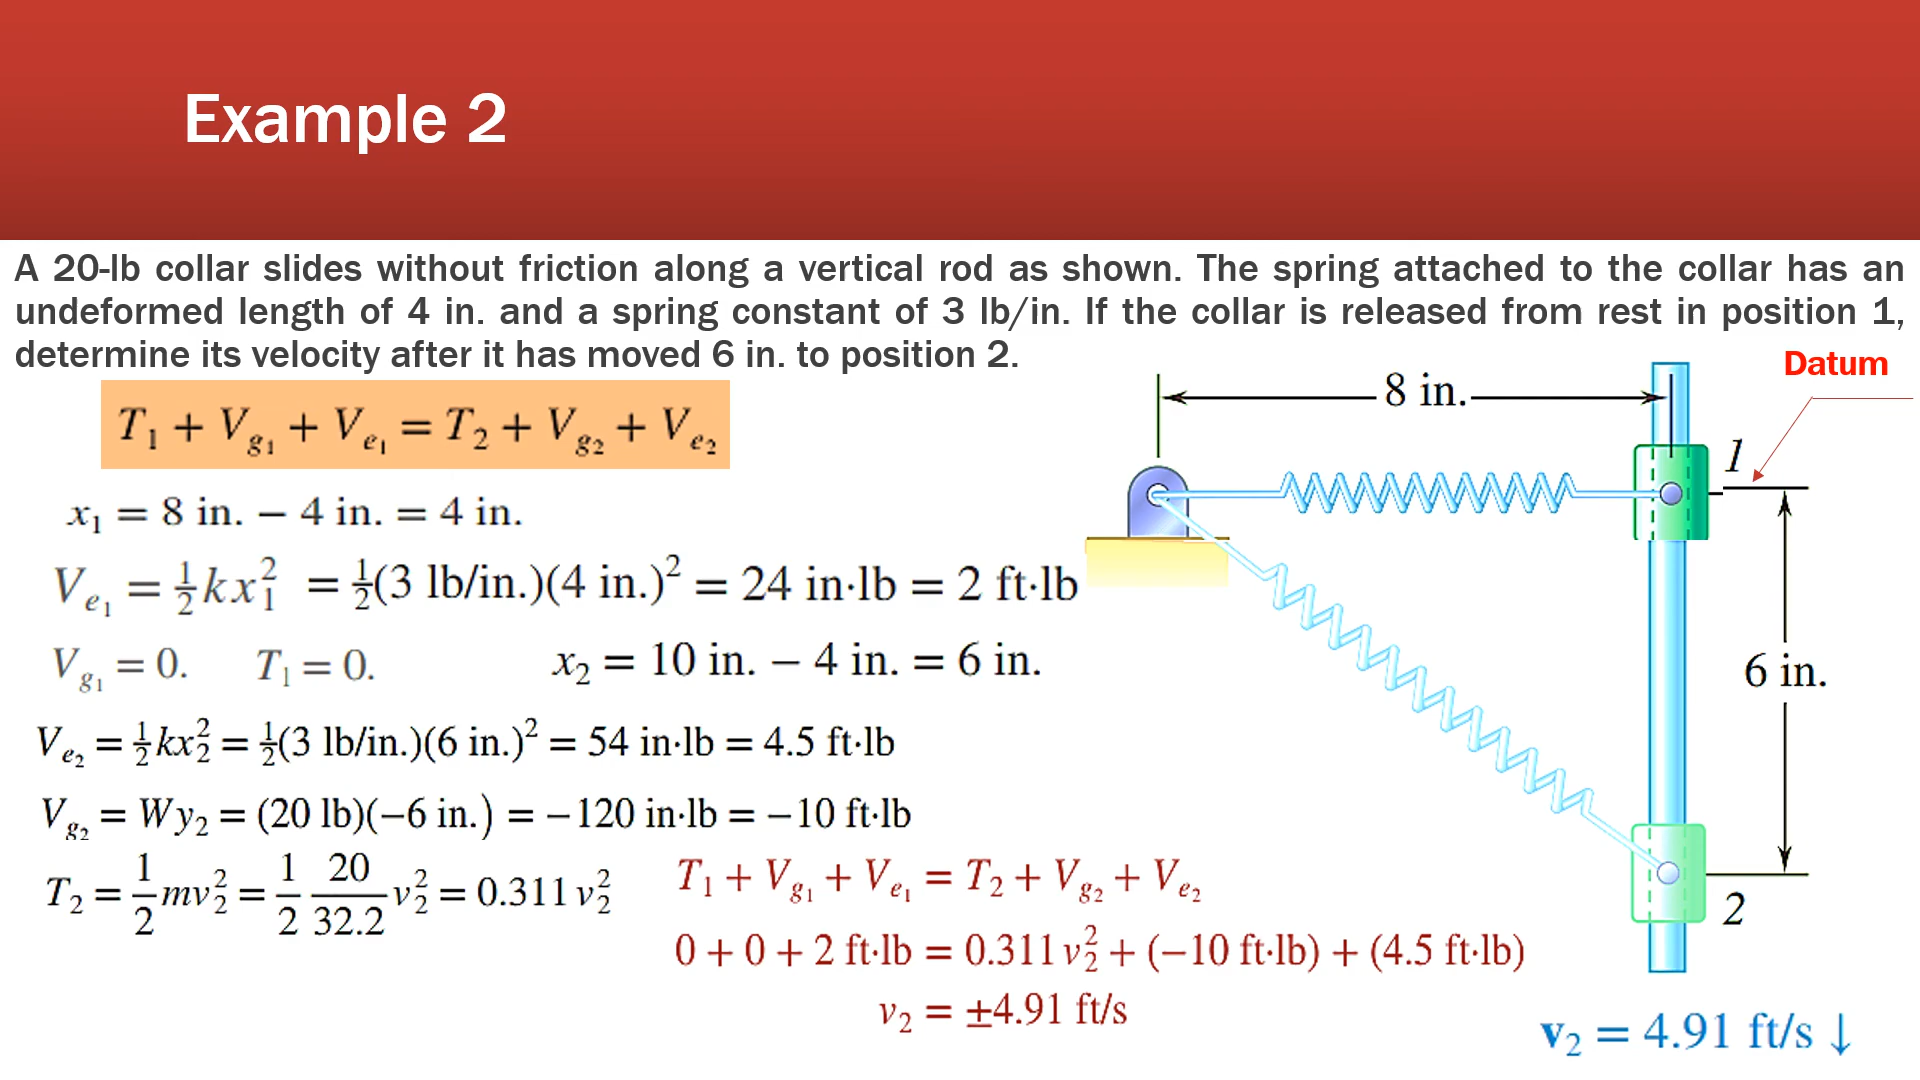 Example 2
A 20-lb collar slides without friction along a vertical rod as shown. The spring attached to the collar has an
undeformed length of 4 in. and a spring constant of 3 lb/in. If the collar is released from rest in position 1,
determine its velocity after it has moved 6 in. to position 2.
Datum
8 in.
T₁ + V_g₁ + V_e₁ = T₂ + V_g₂ + V_e₂
1
x₁ = 8 in. − 4 in. = 4 in.
V_e₁ = ½kx₁² = ½(3 lb/in.)(4 in.)² = 24 in·lb = 2 ft·lb
V_g₁ = 0. T₁ = 0.
x₂ = 10 in. − 4 in. = 6 in.
6 in.
V_e₂ = ½kx₂² = ½(3 lb/in.)(6 in.)² = 54 in·lb = 4.5 ft·lb
V_g₂ = Wy₂ = (20 lb)(−6 in.) = −120 in·lb = −10 ft·lb
T₂ = 1/2 mv₂² = 1/2 20/32.2 v₂² = 0.311 v₂²
T₁ + V_g₁ + V_e₁ = T₂ + V_g₂ + V_e₂
2
0 + 0 + 2 ft·lb = 0.311 v₂² + (−10 ft·lb) + (4.5 ft·lb)
v₂ = ±4.91 ft/s
v₂ = 4.91 ft/s ↓